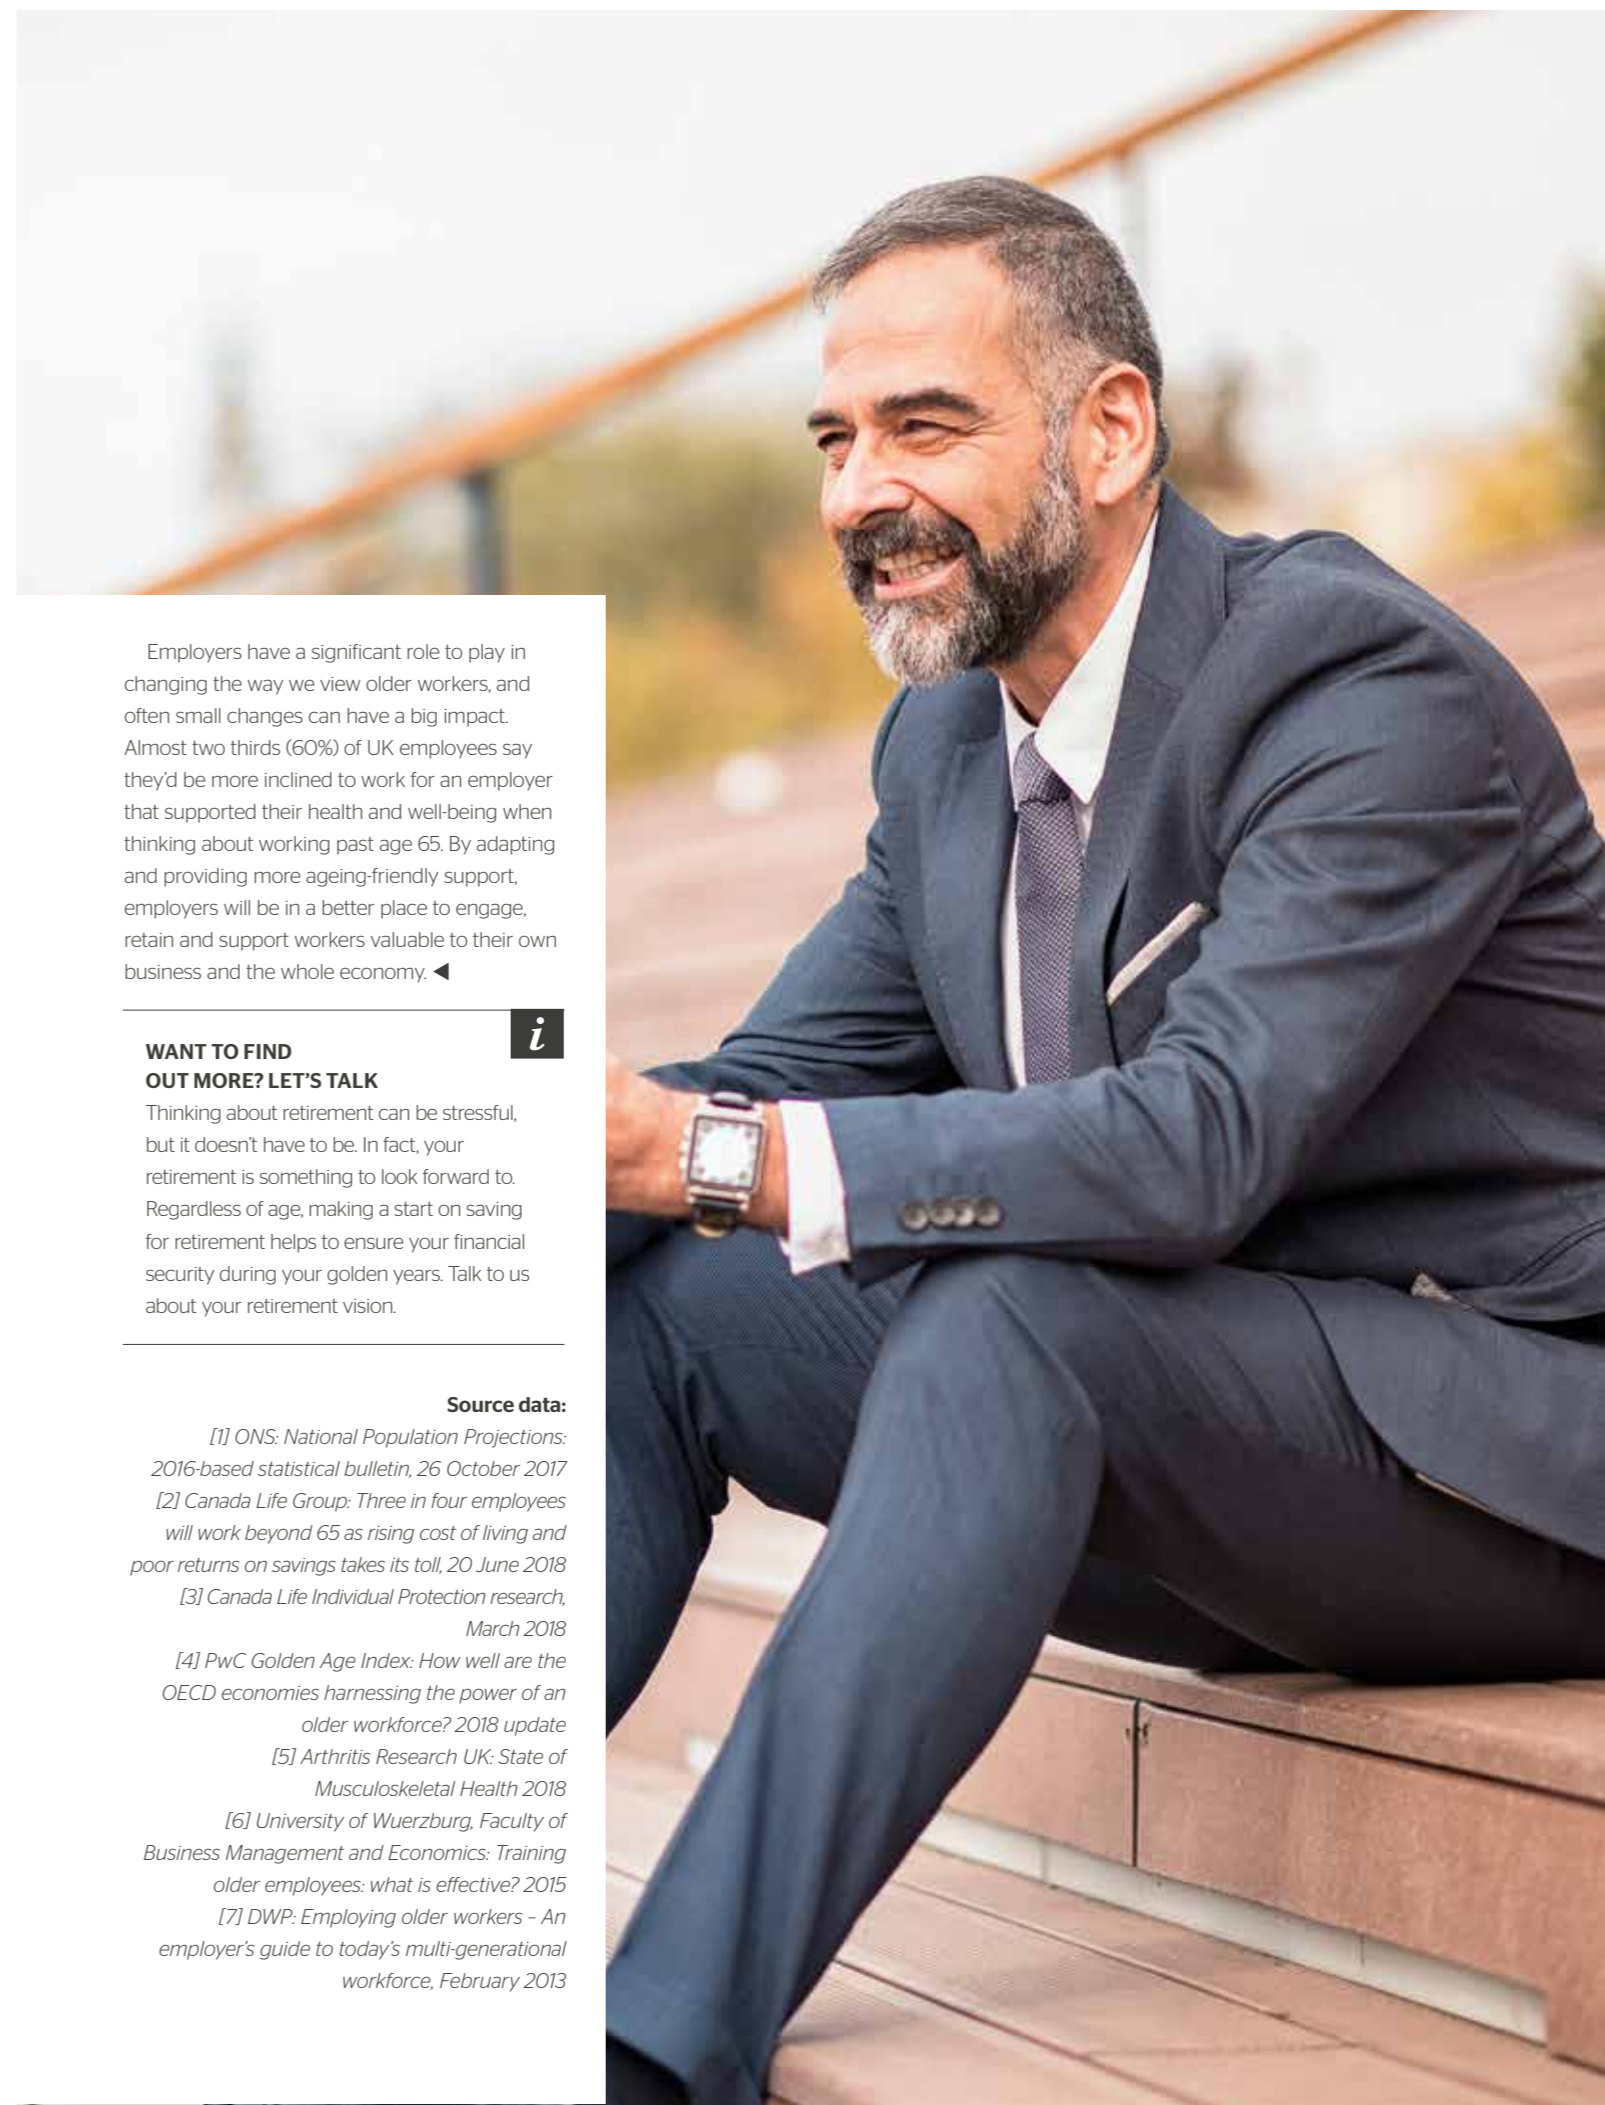 Employers have a significant role to play in
changing the way we view older workers, and
often small changes can have a big impact.
Almost two thirds (60%) of UK employees say
they'd be more inclined to work for an employer
that supported their health and well-being when
thinking about working past age 65. By adapting
and providing more ageing-friendly support,
employers will be in a better place to engage,
retain and support workers valuable to their own
business and the whole economy. ◀
i
WANT TO FIND
OUT MORE? LET'S TALK
Thinking about retirement can be stressful,
but it doesn't have to be. In fact, your
retirement is something to look forward to.
Regardless of age, making a start on saving
for retirement helps to ensure your financial
security during your golden years. Talk to us
about your retirement vision.
Source data:
[1] ONS: National Population Projections:
2016-based statistical bulletin, 26 October 2017
[2] Canada Life Group: Three in four employees
will work beyond 65 as rising cost of living and
poor returns on savings takes its toll, 20 June 2018
[3] Canada Life Individual Protection research,
March 2018
[4] PwC Golden Age Index: How well are the
OECD economies harnessing the power of an
older workforce? 2018 update
[5] Arthritis Research UK: State of
Musculoskeletal Health 2018
[6] University of Wuerzburg, Faculty of
Business Management and Economics: Training
older employees: what is effective? 2015
[7] DWP: Employing older workers – An
employer's guide to today's multi-generational
workforce, February 2013